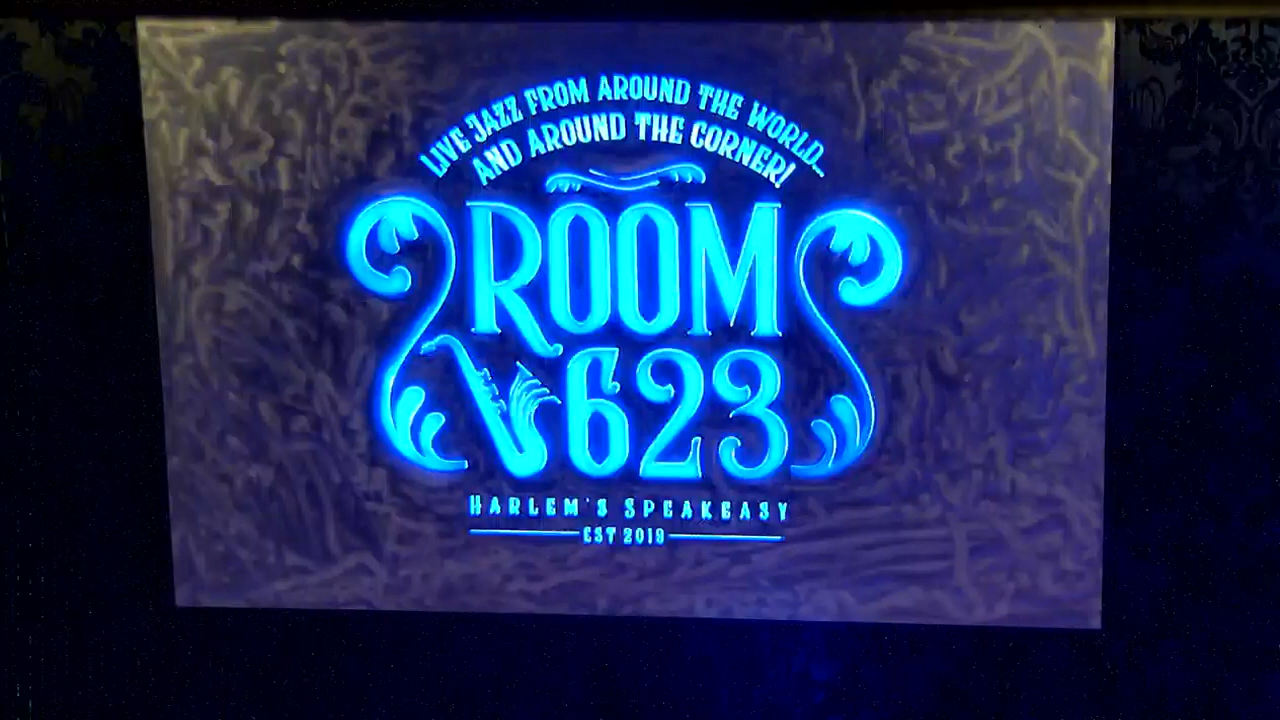 LIVE JAZZ FROM AROUND THE WORLD...
AND AROUND THE CORNER!
ROOM
623
HARLEM'S SPEAKEASY
EST 2019